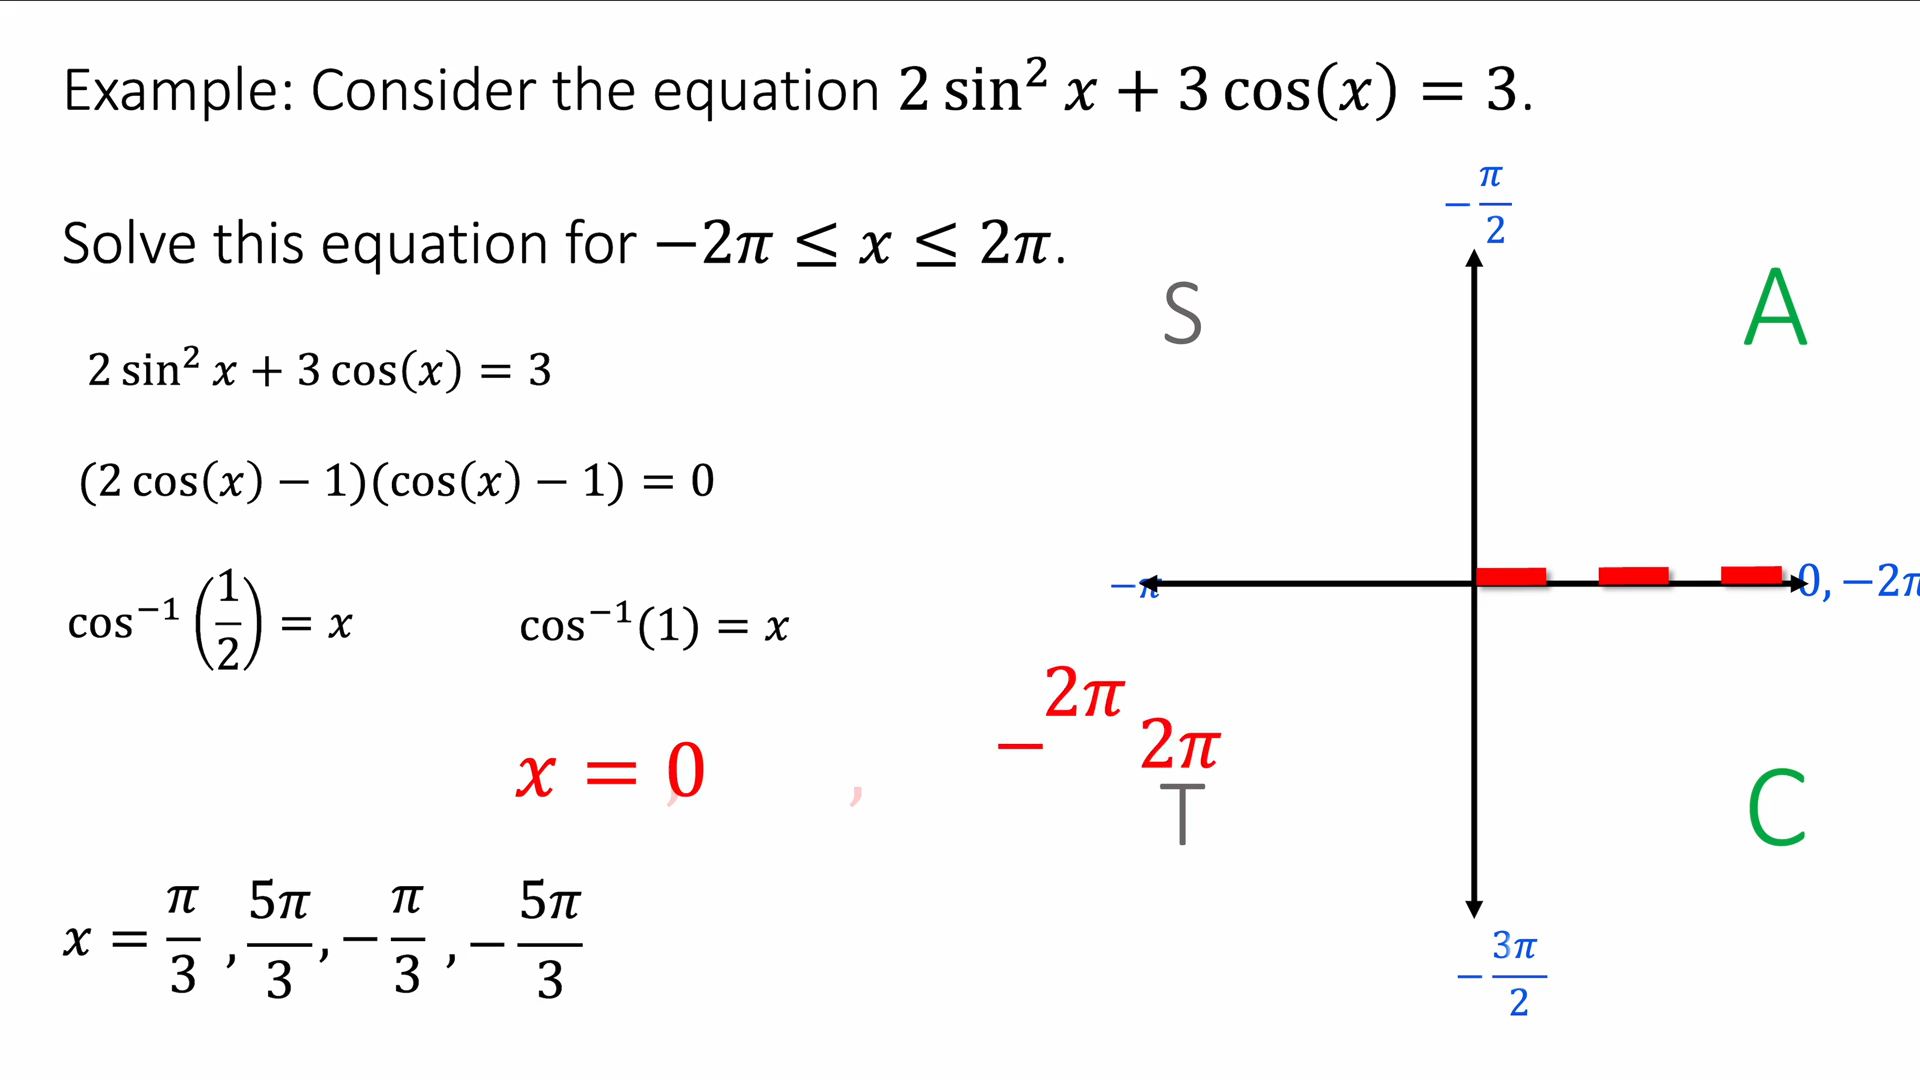 Example: Consider the equation 2 sin² x + 3 cos(x) = 3.
Solve this equation for −2π ≤ x ≤ 2π.
2 sin² x + 3 cos(x) = 3
(2 cos(x) − 1)(cos(x) − 1) = 0
cos⁻¹(1/2) = x
cos⁻¹(1) = x
x = 0 , , −2π 2π
x = π/3 , 5π/3, −π/3 , −5π/3
−π/2
S
A
−π
0, −2π
T
C
−3π/2